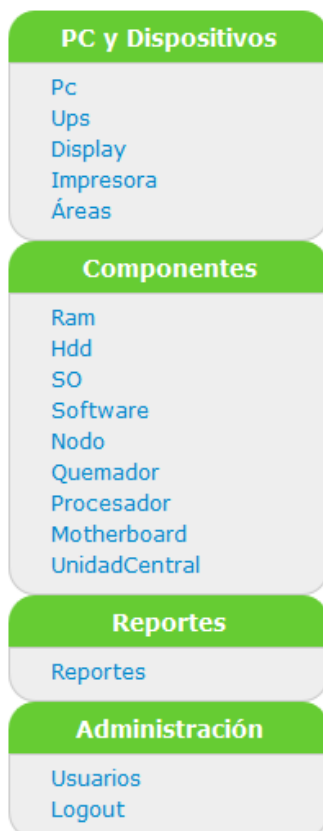 PC y Dispositivos
Pc
Ups
Display
Impresora
Áreas
Componentes
Ram
Hdd
SO
Software
Nodo
Quemador
Procesador
Motherboard
UnidadCentral
Reportes
Reportes
Administración
Usuarios
Logout